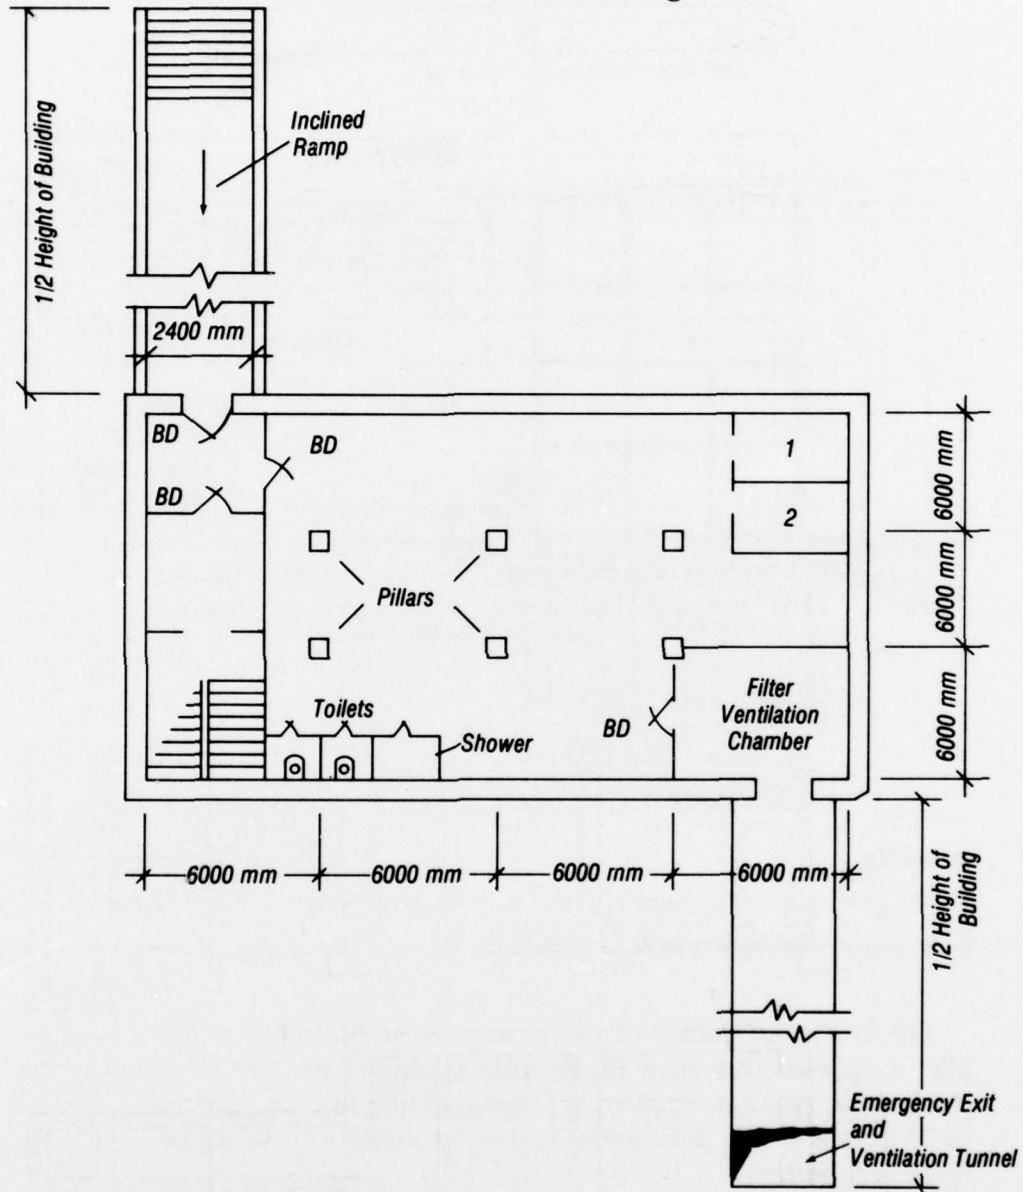 Inclined
Ramp
1/2 Height of Building
2400 mm
BD
BD
BD
1
2
6000 mm
6000 mm
6000 mm
Pillars
Toilets
Shower
BD
Filter
Ventilation
Chamber
6000 mm
6000 mm
6000 mm
6000 mm
1/2 Height of
Building
Emergency Exit
and
Ventilation Tunnel